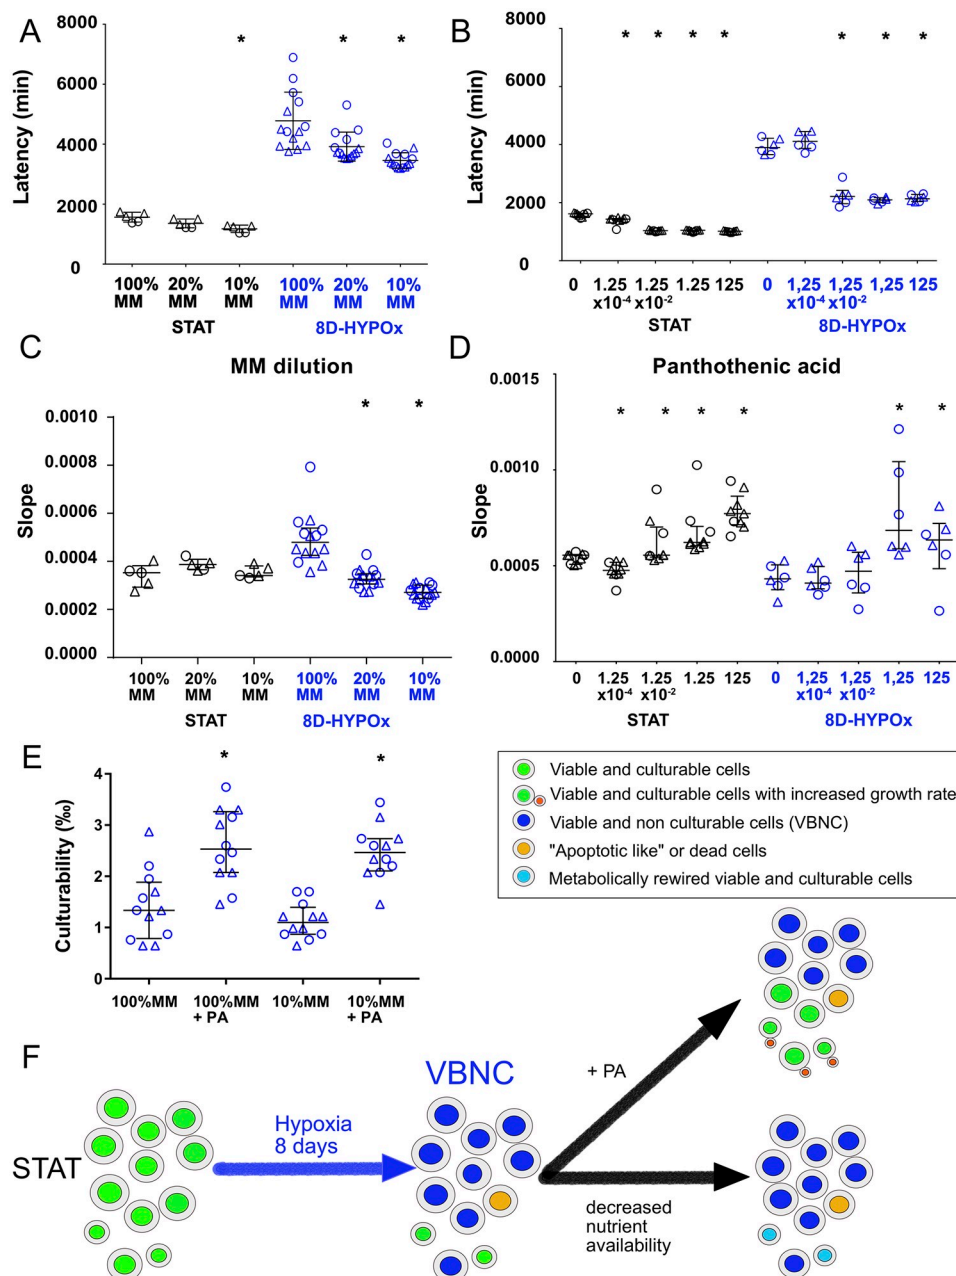 A
Latency (min)
8000
6000
4000
2000
0
* * *
100% 20% 10% 100% 20% 10%
MM MM MM MM MM MM
STAT 8D-HYPOx
B
Latency (min)
8000
6000
4000
2000
0
* * * * * * *
0 1.25 1.25 1.25 125 0 1,25 1,25 1,25 125
x10-4 x10-2 x10-4 x10-2
STAT 8D-HYPOx
C
MM dilution
Slope
0.0010
0.0008
0.0006
0.0004
0.0002
0.0000
* *
100% 20% 10% 100% 20% 10%
MM MM MM MM MM MM
STAT 8D-HYPOx
D
Panthothenic acid
Slope
0.0015
0.0010
0.0005
0.0000
* * * * * *
0 1.25 1.25 1.25 125 0 1,25 1,25 1,25 125
x10-4 x10-2 x10-4 x10-2
STAT 8D-HYPOx
E
Culturability (‰)
4
3
2
1
0
* *
100%MM 100%MM 10%MM 10%MM
+ PA + PA
Viable and culturable cells
Viable and culturable cells with increased growth rate
Viable and non culturable cells (VBNC)
"Apoptotic like" or dead cells
Metabolically rewired viable and culturable cells
F
STAT
Hypoxia
8 days
VBNC
+ PA
decreased
nutrient
availability